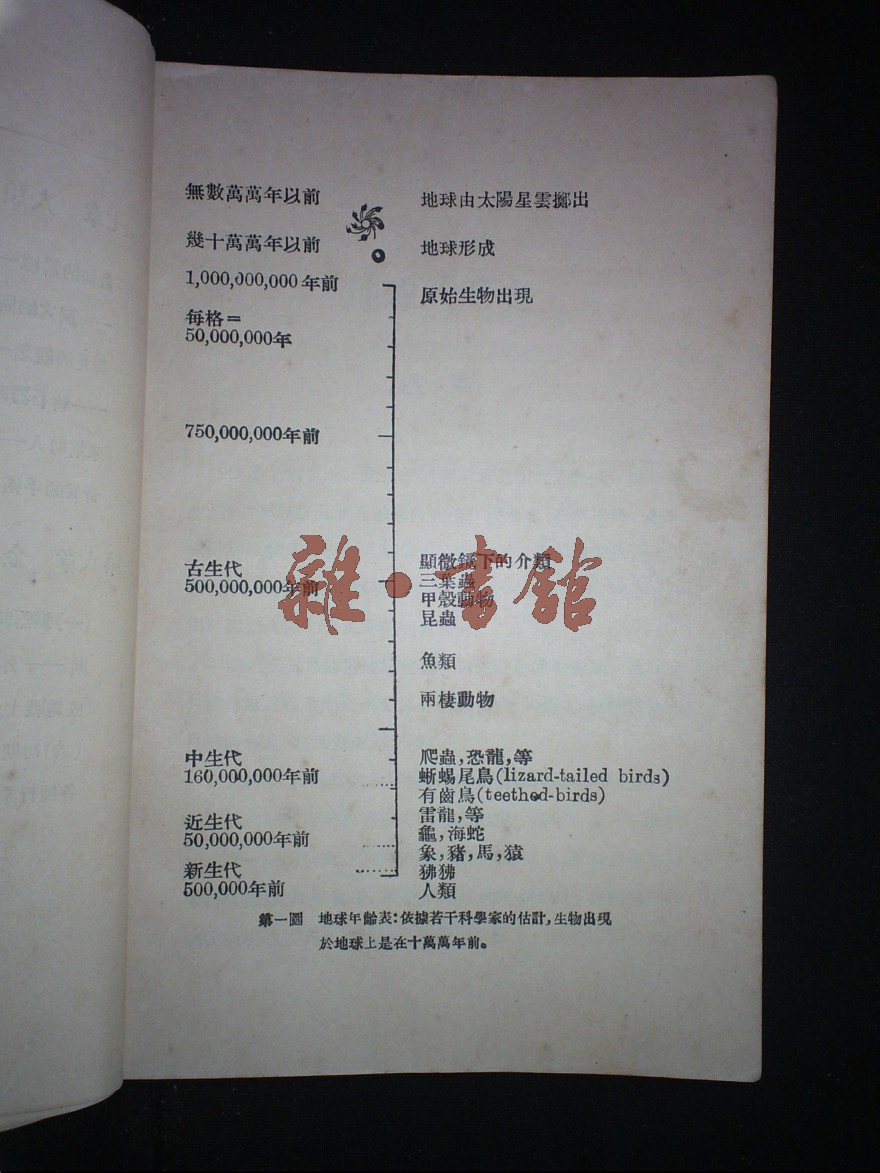 無數萬萬年以前 地球由太陽星雲擲出
幾十萬萬年以前 地球形成
1,000,000,000年前 原始生物出現
每格=
50,000,000年
750,000,000年前
古生代 顯微鏡下的介類
500,000,000年前 三葉蟲
甲殼動物
昆蟲
魚類
兩棲動物
中生代 爬蟲,恐龍,等
160,000,000年前 蜥蜴尾鳥(lizard-tailed birds)
有齒鳥(teethed-birds)
近生代 雷龍,等
50,000,000年前 龜,海蛇
象,豬,馬,猿
新生代 狒狒
500,000年前 人類
第一圖 地球年齡表:依據若干科學家的估計,生物出現
於地球上是在十萬萬年前。
雜·書館